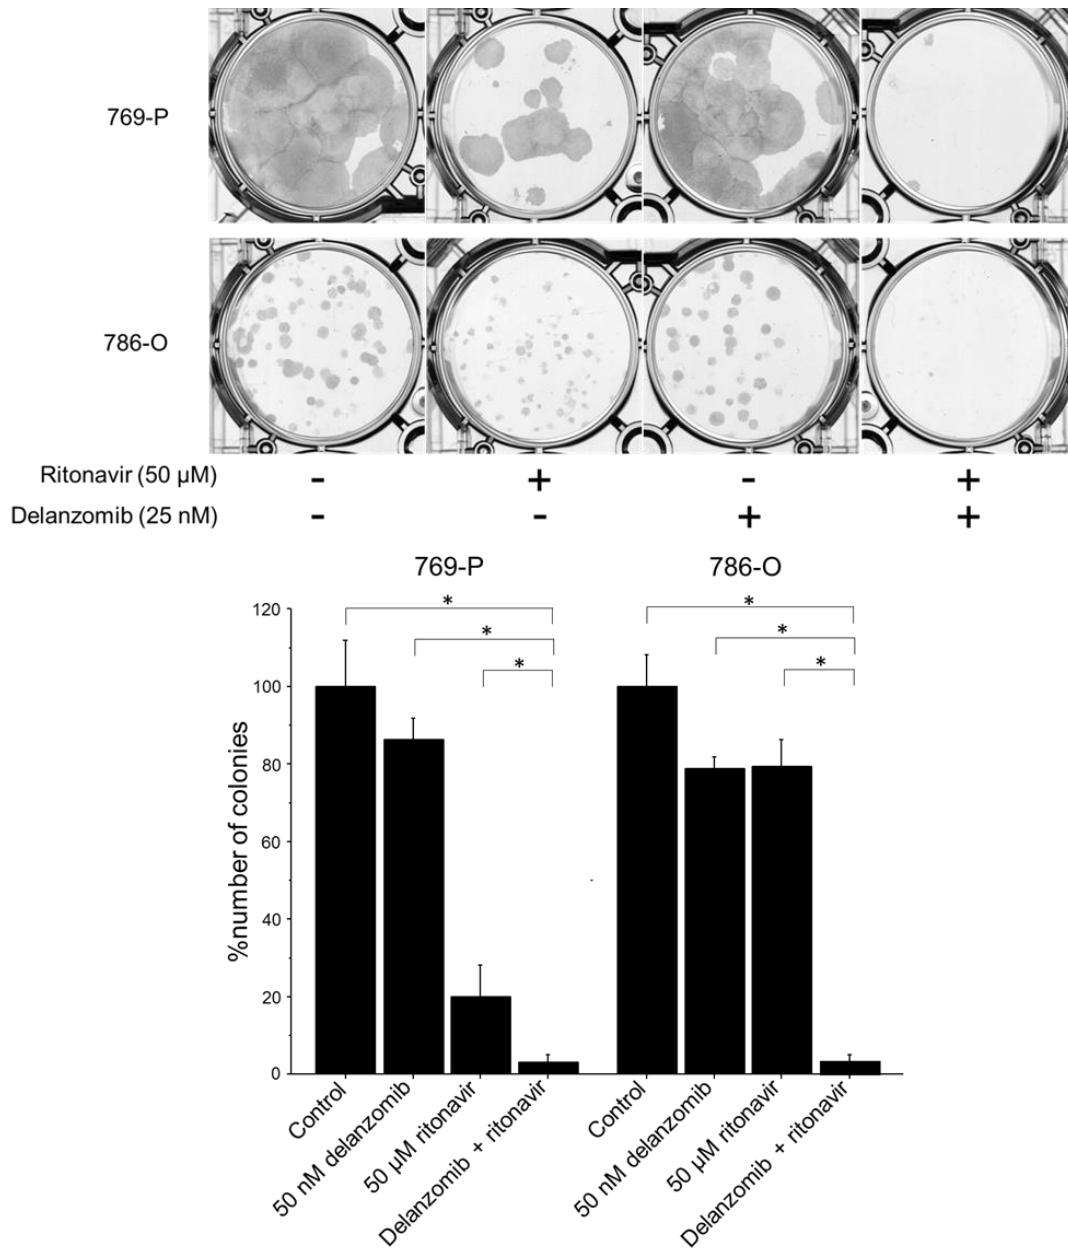 769-P
786-O
Ritonavir (50 μM) - + - +
Delanzomib (25 nM) - - + +
769-P 786-O
* *
* *
* *
120
100
80
60
40
20
0
%number of colonies
Control
50 nM delanzomib
50 μM ritonavir
Delanzomib + ritonavir
Control
50 nM delanzomib
50 μM ritonavir
Delanzomib + ritonavir